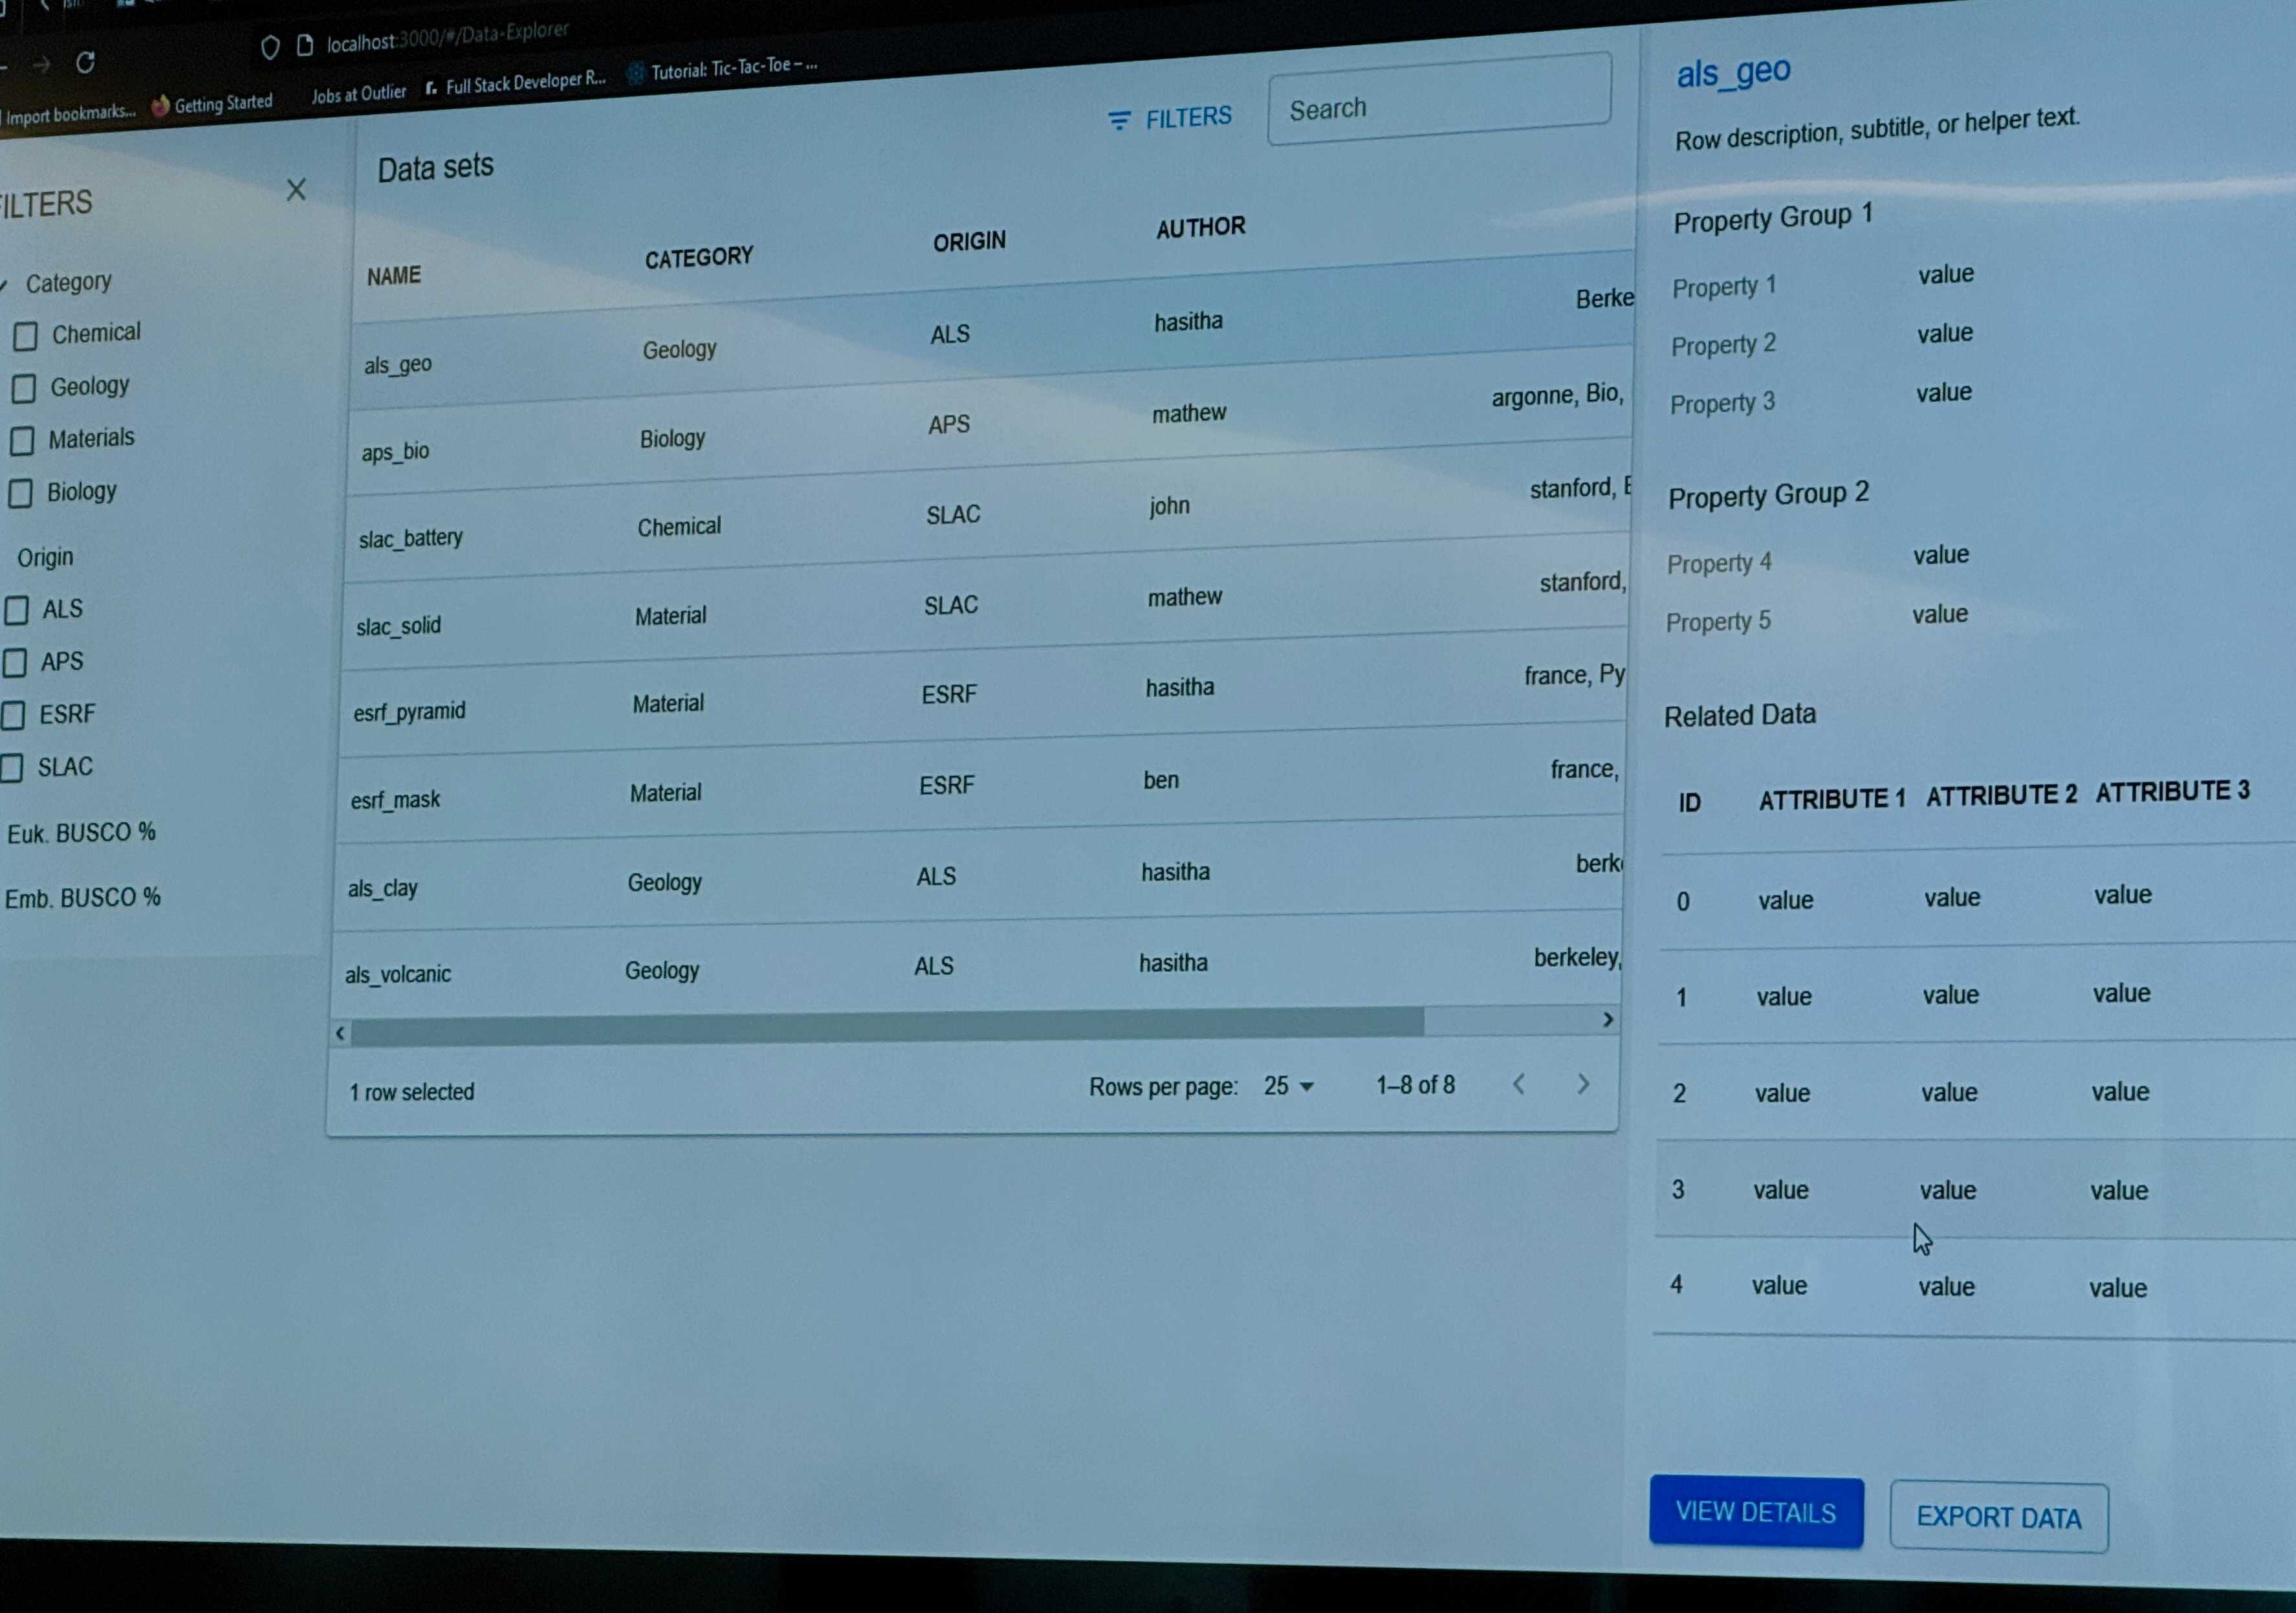 localhost:3000/#/Data-Explorer
Import bookmarks... Getting Started Jobs at Outlier Full Stack Developer R... Tutorial: Tic-Tac-Toe – ...
FILTERS
Category
Chemical
Geology
Materials
Biology
Origin
ALS
APS
ESRF
SLAC
Euk. BUSCO %
Emb. BUSCO %
Data sets
FILTERS
Search
NAME CATEGORY ORIGIN AUTHOR
als_geo Geology ALS hasitha Berke
aps_bio Biology APS mathew argonne, Bio,
slac_battery Chemical SLAC john stanford,
slac_solid Material SLAC mathew stanford,
esrf_pyramid Material ESRF hasitha france, Py
esrf_mask Material ESRF ben france,
als_clay Geology ALS hasitha berk
als_volcanic Geology ALS hasitha berkeley,
1 row selected Rows per page: 25 1–8 of 8
als_geo
Row description, subtitle, or helper text.
Property Group 1
Property 1 value
Property 2 value
Property 3 value
Property Group 2
Property 4 value
Property 5 value
Related Data
ID ATTRIBUTE 1 ATTRIBUTE 2 ATTRIBUTE 3
0 value value value
1 value value value
2 value value value
3 value value value
4 value value value
VIEW DETAILS EXPORT DATA